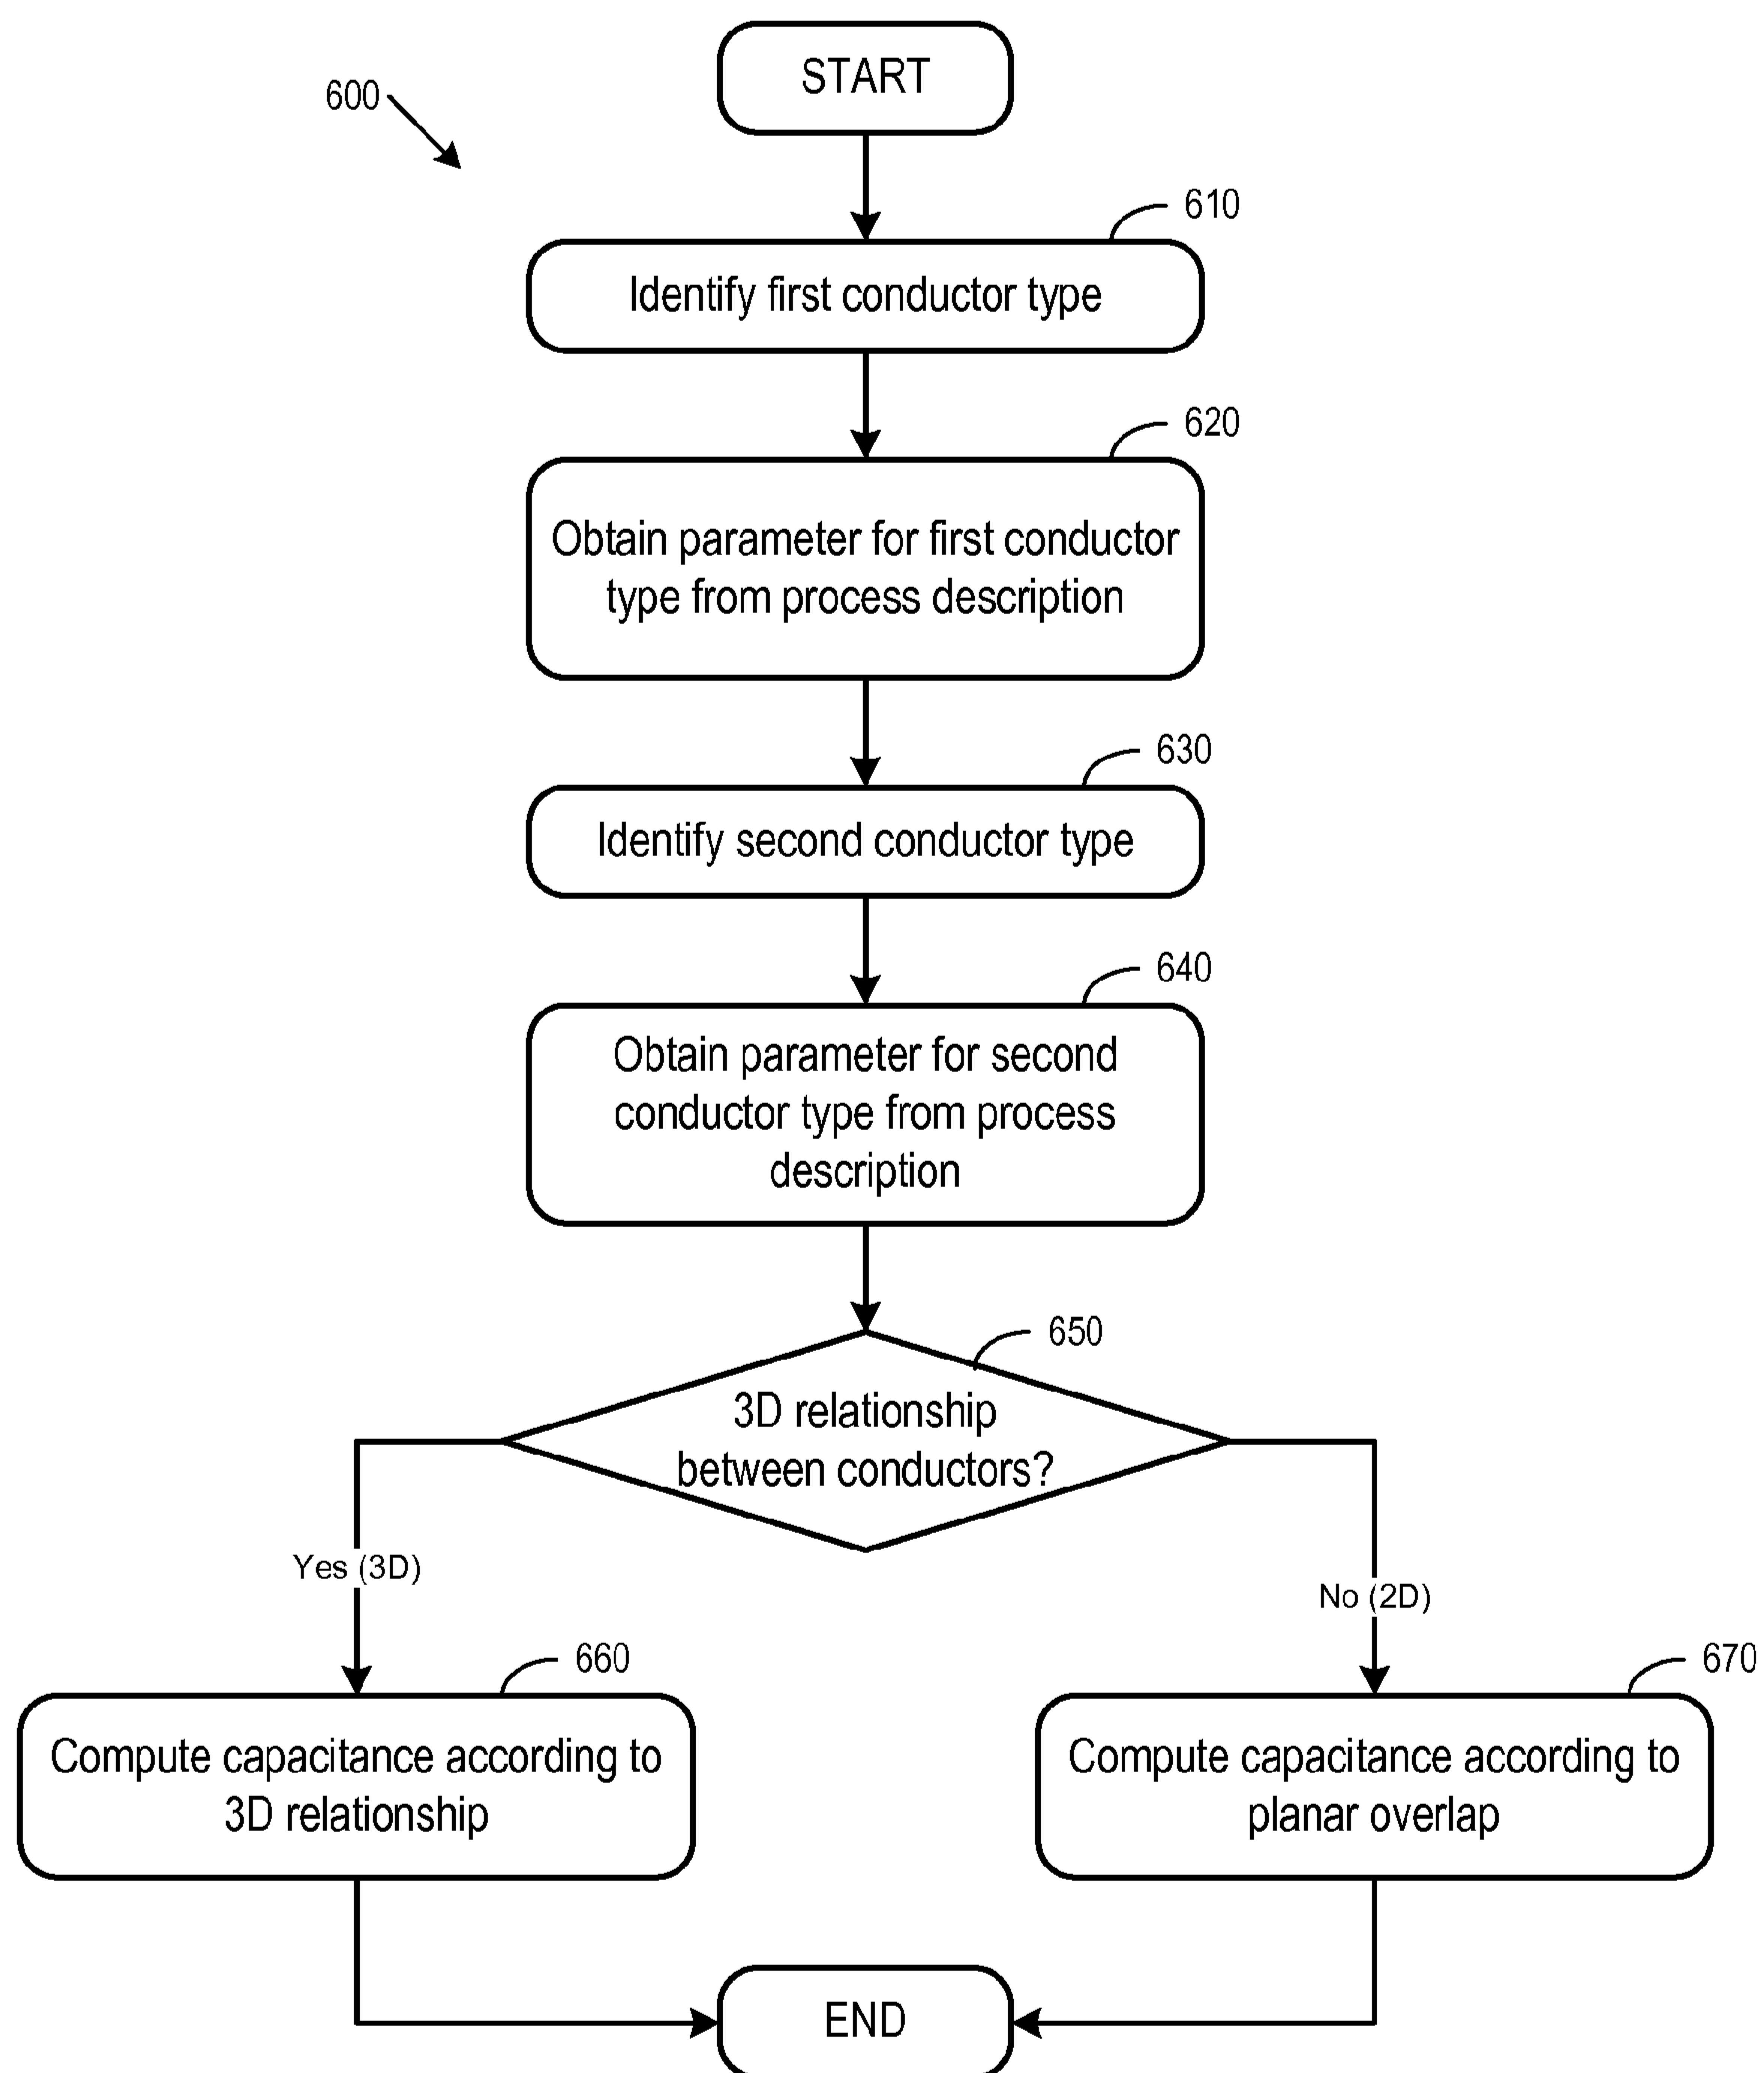 START
600
610
Identify first conductor type
620
Obtain parameter for first conductor
type from process description
630
Identify second conductor type
640
Obtain parameter for second
conductor type from process
description
650
3D relationship
between conductors?
Yes (3D)
No (2D)
660
Compute capacitance according to
3D relationship
670
Compute capacitance according to
planar overlap
END